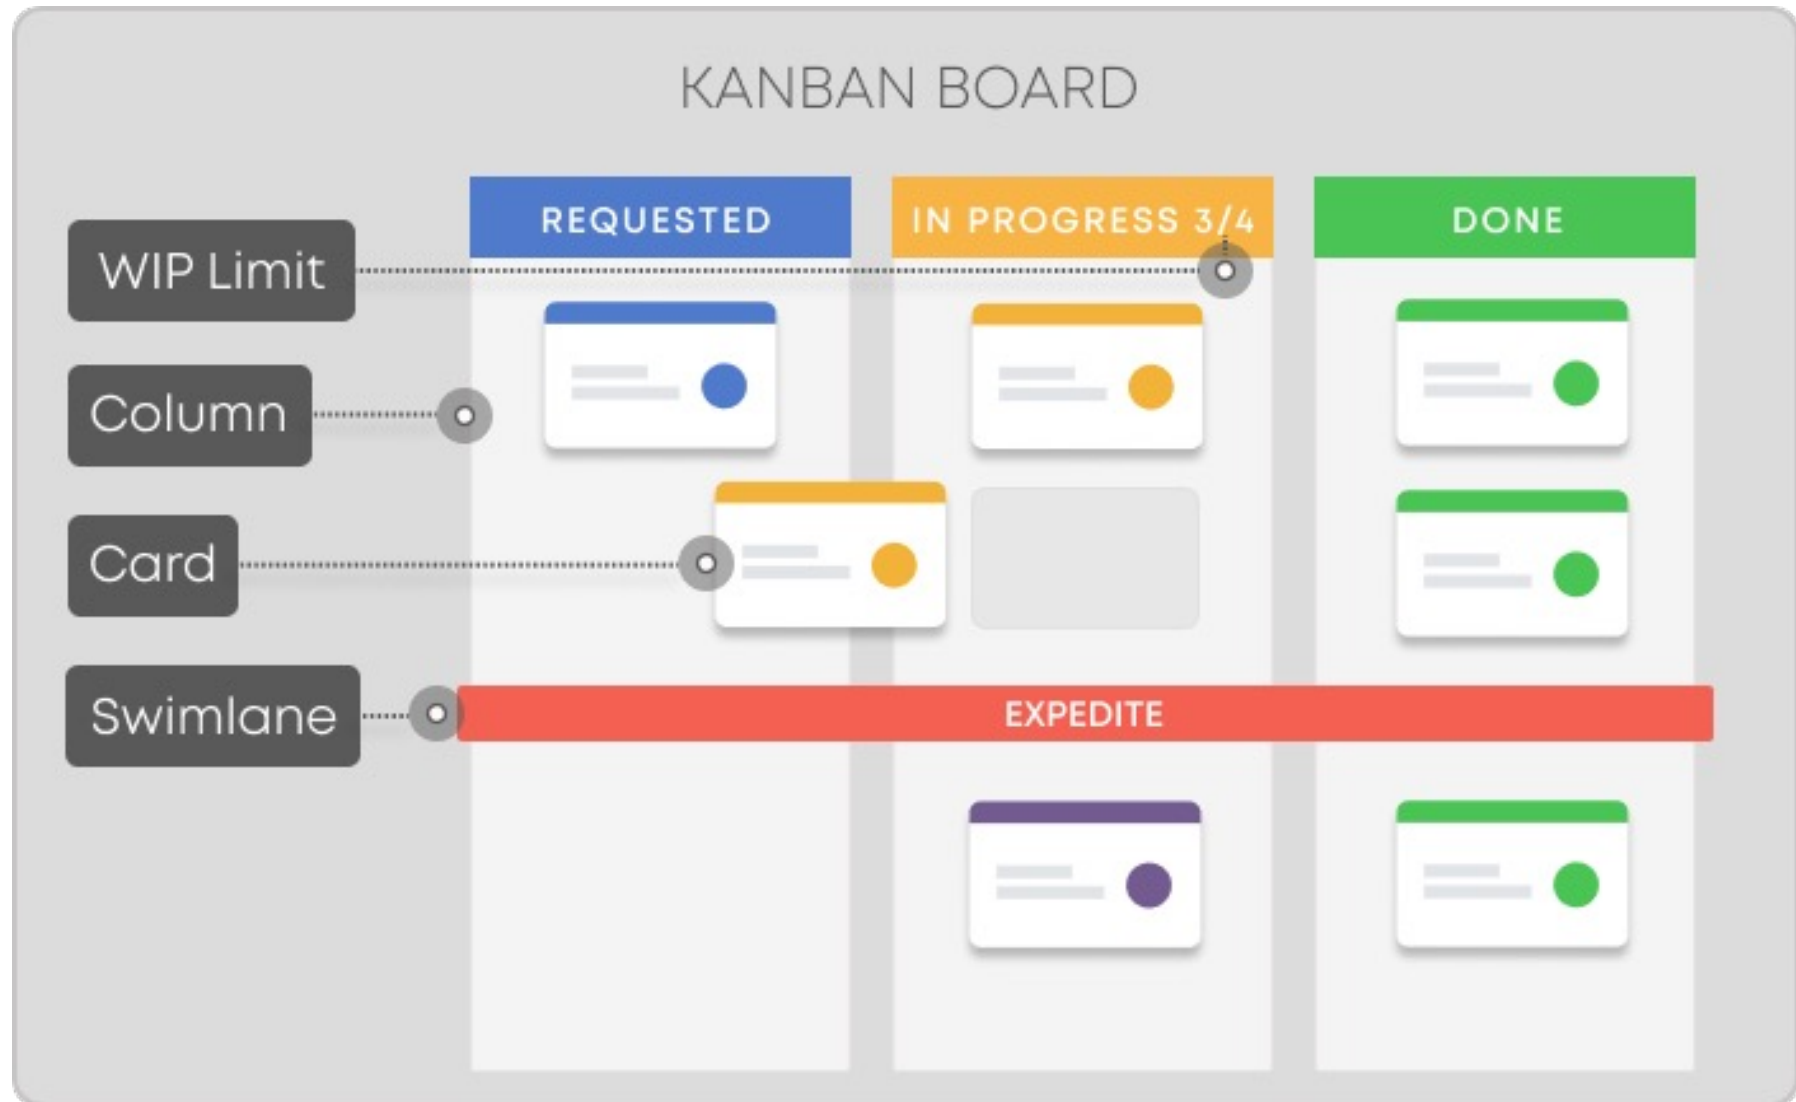 KANBAN BOARD
REQUESTED
IN PROGRESS 3/4
DONE
WIP Limit
Column
Card
Swimlane
EXPEDITE